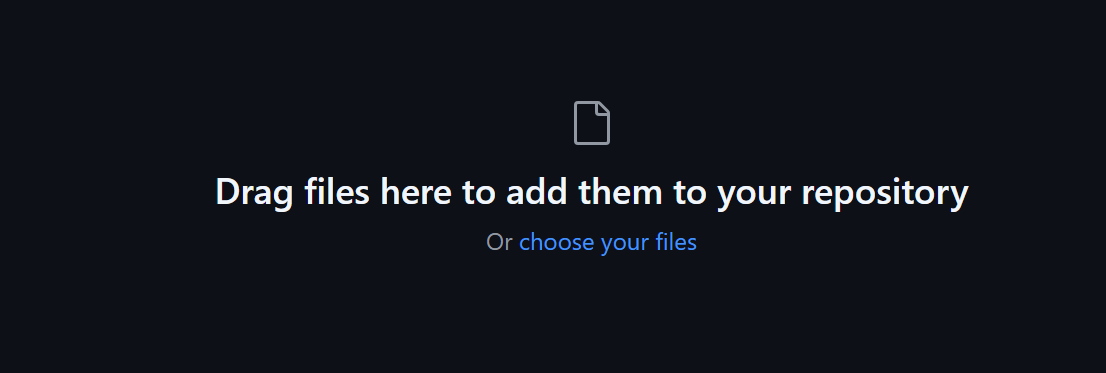 Drag files here to add them to your repository
Or choose your files